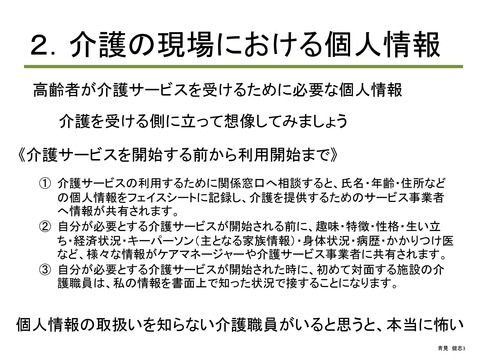 ２．介護の現場における個人情報
高齢者が介護サービスを受けるために必要な個人情報
介護を受ける側に立って想像してみましょう
《介護サービスを開始する前から利用開始まで》
① 介護サービスの利用するために関係窓口へ相談すると、氏名・年齢・住所など
の個人情報をフェイスシートに記録し、介護を提供するためのサービス事業者
へ情報が共有されます。
② 自分が必要とする介護サービスが開始される前に、趣味・特徴・性格・生い立
ち・経済状況・キーパーソン（主となる家族情報）・身体状況・病歴・かかりつけ医
など、様々な情報がケアマネージャーや介護サービス事業者に共有されます。
③ 自分が必要とする介護サービスが開始された時に、初めて対面する施設の介
護職員は、私の情報を書面上で知った状況で接することになります。
個人情報の取扱いを知らない介護職員がいると思うと、本当に怖い
青見 健志3